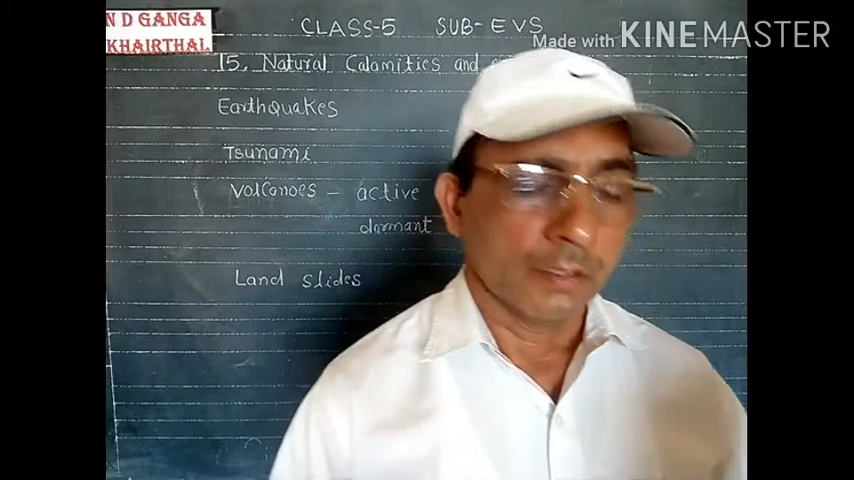 N D GANGA
KHAIRTHAL
CLASS-5 SUB- EVS
Made with KINEMASTER
15. Natural Calamities and
Earthquakes
Tsunami
Volcanoes - active
dormant
Land slides